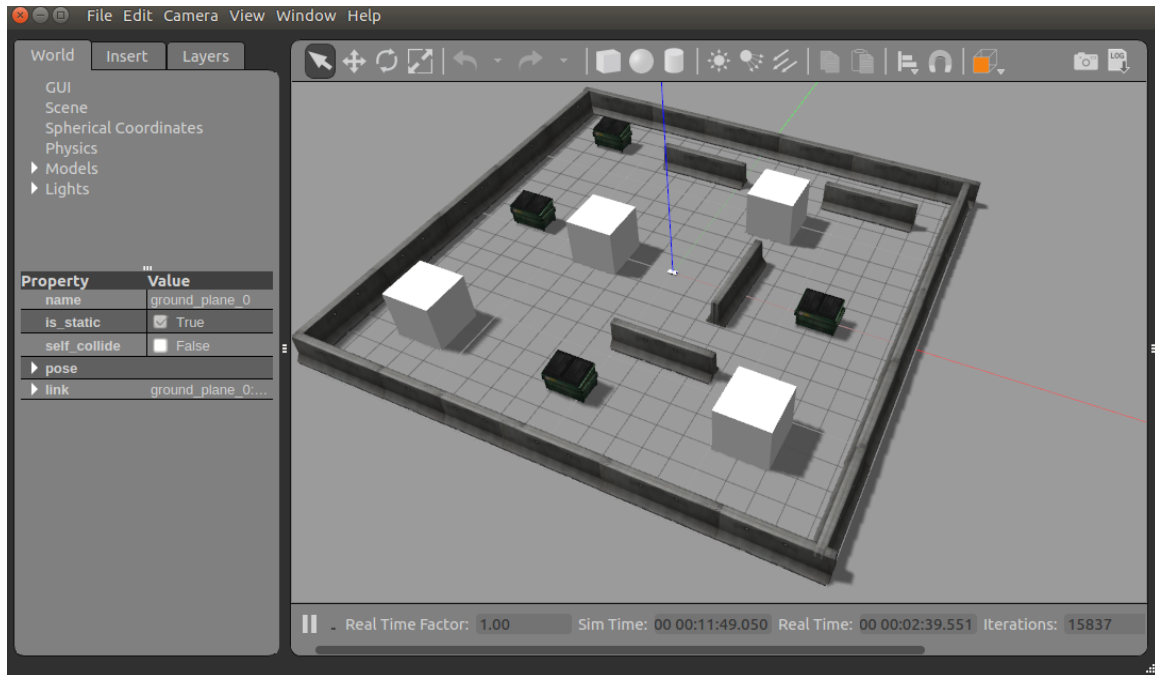 File Edit Camera View Window Help
World Insert Layers
GUI
Scene
Spherical Coordinates
Physics
Models
Lights
Property Value
name ground_plane_0
is_static True
self_collide False
pose
link ground_plane_0:...
LOG
Real Time Factor: 1.00 Sim Time: 00 00:11:49.050 Real Time: 00 00:02:39.551 Iterations: 15837